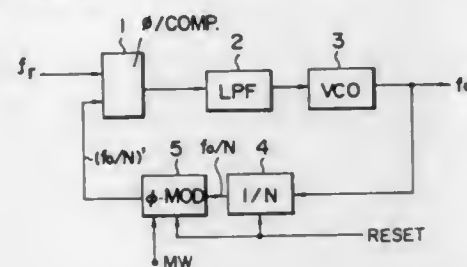 1
ø/COMP.
2
3
fr
LPF
VCO
fo
(fo/N)'
5
fo/N
4
φ-MOD
1/N
RESET
MW